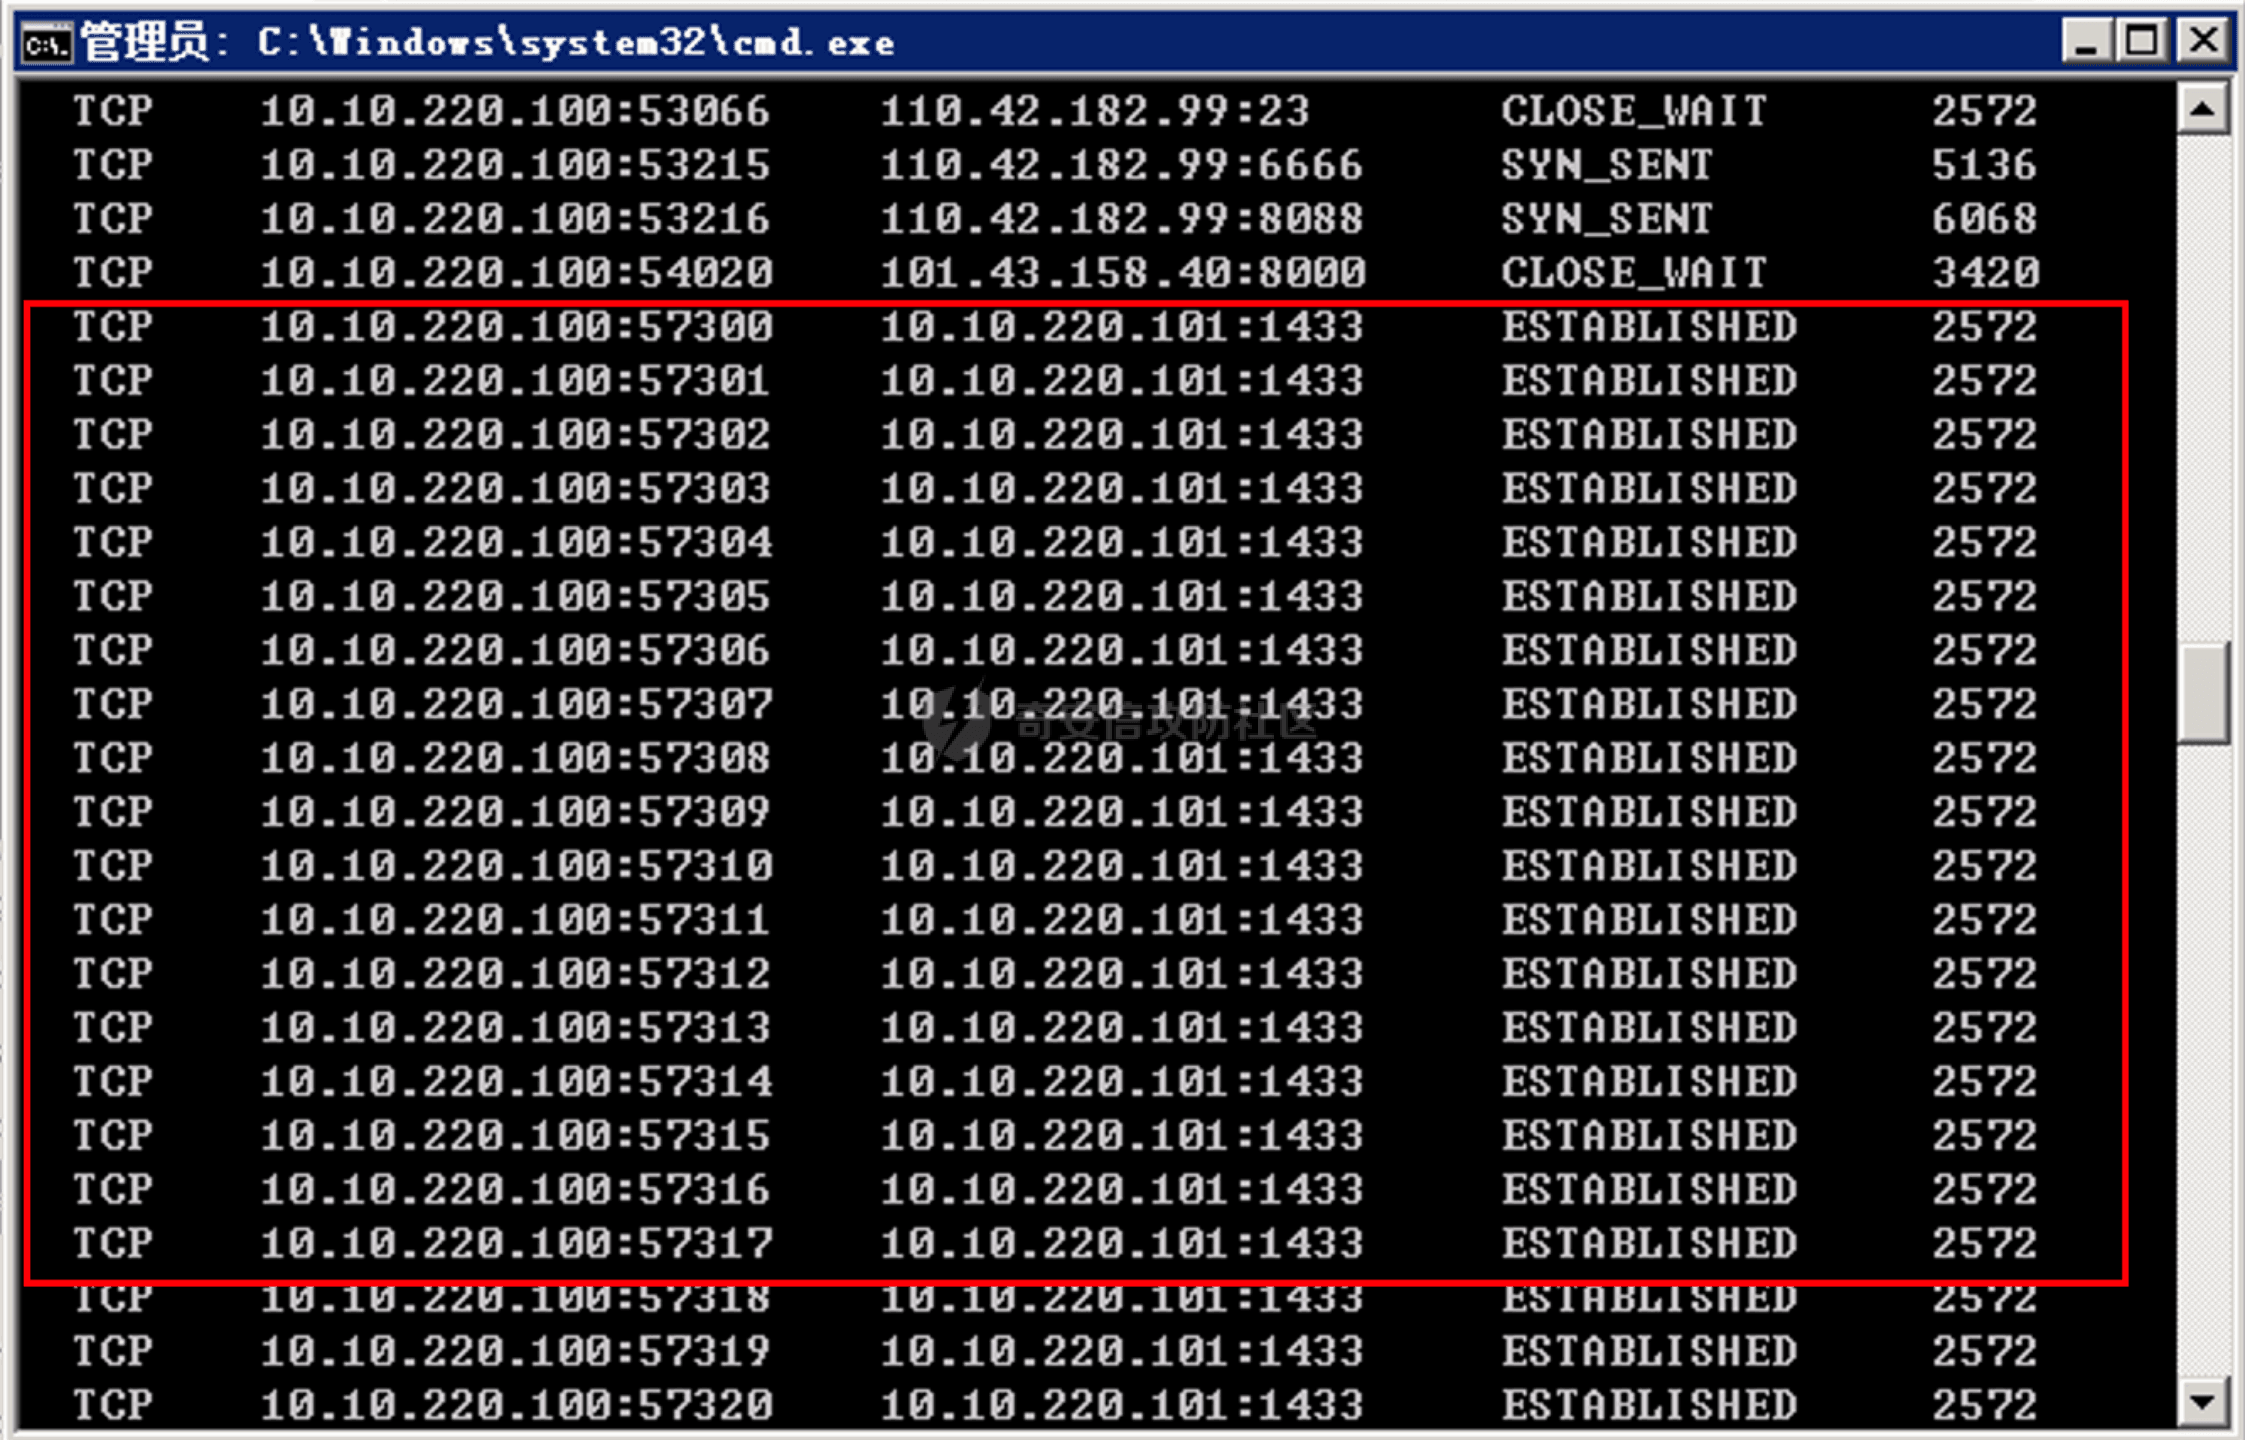 管理员: C:\Windows\system32\cmd.exe
TCP 10.10.220.100:53066 110.42.182.99:23 CLOSE_WAIT 2572
TCP 10.10.220.100:53215 110.42.182.99:6666 SYN_SENT 5136
TCP 10.10.220.100:53216 110.42.182.99:8088 SYN_SENT 6068
TCP 10.10.220.100:54020 101.43.158.40:8000 CLOSE_WAIT 3420
TCP 10.10.220.100:57300 10.10.220.101:1433 ESTABLISHED 2572
TCP 10.10.220.100:57301 10.10.220.101:1433 ESTABLISHED 2572
TCP 10.10.220.100:57302 10.10.220.101:1433 ESTABLISHED 2572
TCP 10.10.220.100:57303 10.10.220.101:1433 ESTABLISHED 2572
TCP 10.10.220.100:57304 10.10.220.101:1433 ESTABLISHED 2572
TCP 10.10.220.100:57305 10.10.220.101:1433 ESTABLISHED 2572
TCP 10.10.220.100:57306 10.10.220.101:1433 ESTABLISHED 2572
TCP 10.10.220.100:57307 10.10.220.101:1433 ESTABLISHED 2572
奇安信攻防社区
TCP 10.10.220.100:57308 10.10.220.101:1433 ESTABLISHED 2572
TCP 10.10.220.100:57309 10.10.220.101:1433 ESTABLISHED 2572
TCP 10.10.220.100:57310 10.10.220.101:1433 ESTABLISHED 2572
TCP 10.10.220.100:57311 10.10.220.101:1433 ESTABLISHED 2572
TCP 10.10.220.100:57312 10.10.220.101:1433 ESTABLISHED 2572
TCP 10.10.220.100:57313 10.10.220.101:1433 ESTABLISHED 2572
TCP 10.10.220.100:57314 10.10.220.101:1433 ESTABLISHED 2572
TCP 10.10.220.100:57315 10.10.220.101:1433 ESTABLISHED 2572
TCP 10.10.220.100:57316 10.10.220.101:1433 ESTABLISHED 2572
TCP 10.10.220.100:57317 10.10.220.101:1433 ESTABLISHED 2572
TCP 10.10.220.100:57318 10.10.220.101:1433 ESTABLISHED 2572
TCP 10.10.220.100:57319 10.10.220.101:1433 ESTABLISHED 2572
TCP 10.10.220.100:57320 10.10.220.101:1433 ESTABLISHED 2572